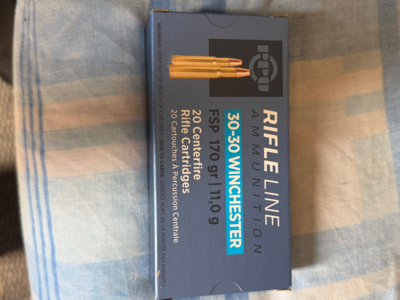 PPU
RIFLE LINE
AMMUNITION
30-30 WINCHESTER
FSP 170 gr | 11,0 g
20 Centerfire
Rifle Cartridges
20 Cartouches A Percussion Centrale